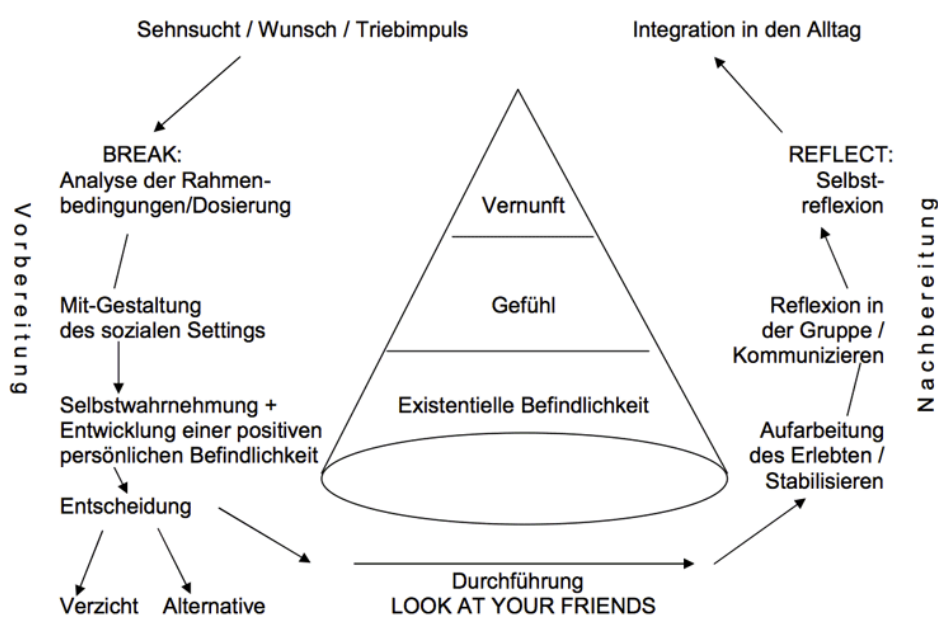 Sehnsucht / Wunsch / Triebimpuls
BREAK:
Analyse der Rahmen-
bedingungen/Dosierung
Mit-Gestaltung
des sozialen Settings
Selbstwahrnehmung +
Entwicklung einer positiven
persönlichen Befindlichkeit
Entscheidung
Verzicht
Alternative
Vorbereitung
Vernunft
Gefühl
Existentielle Befindlichkeit
Durchführung
LOOK AT YOUR FRIENDS
Integration in den Alltag
REFLECT:
Selbst-
reflexion
Reflexion in
der Gruppe /
Kommunizieren
Aufarbeitung
des Erlebten /
Stabilisieren
Nachbereitung